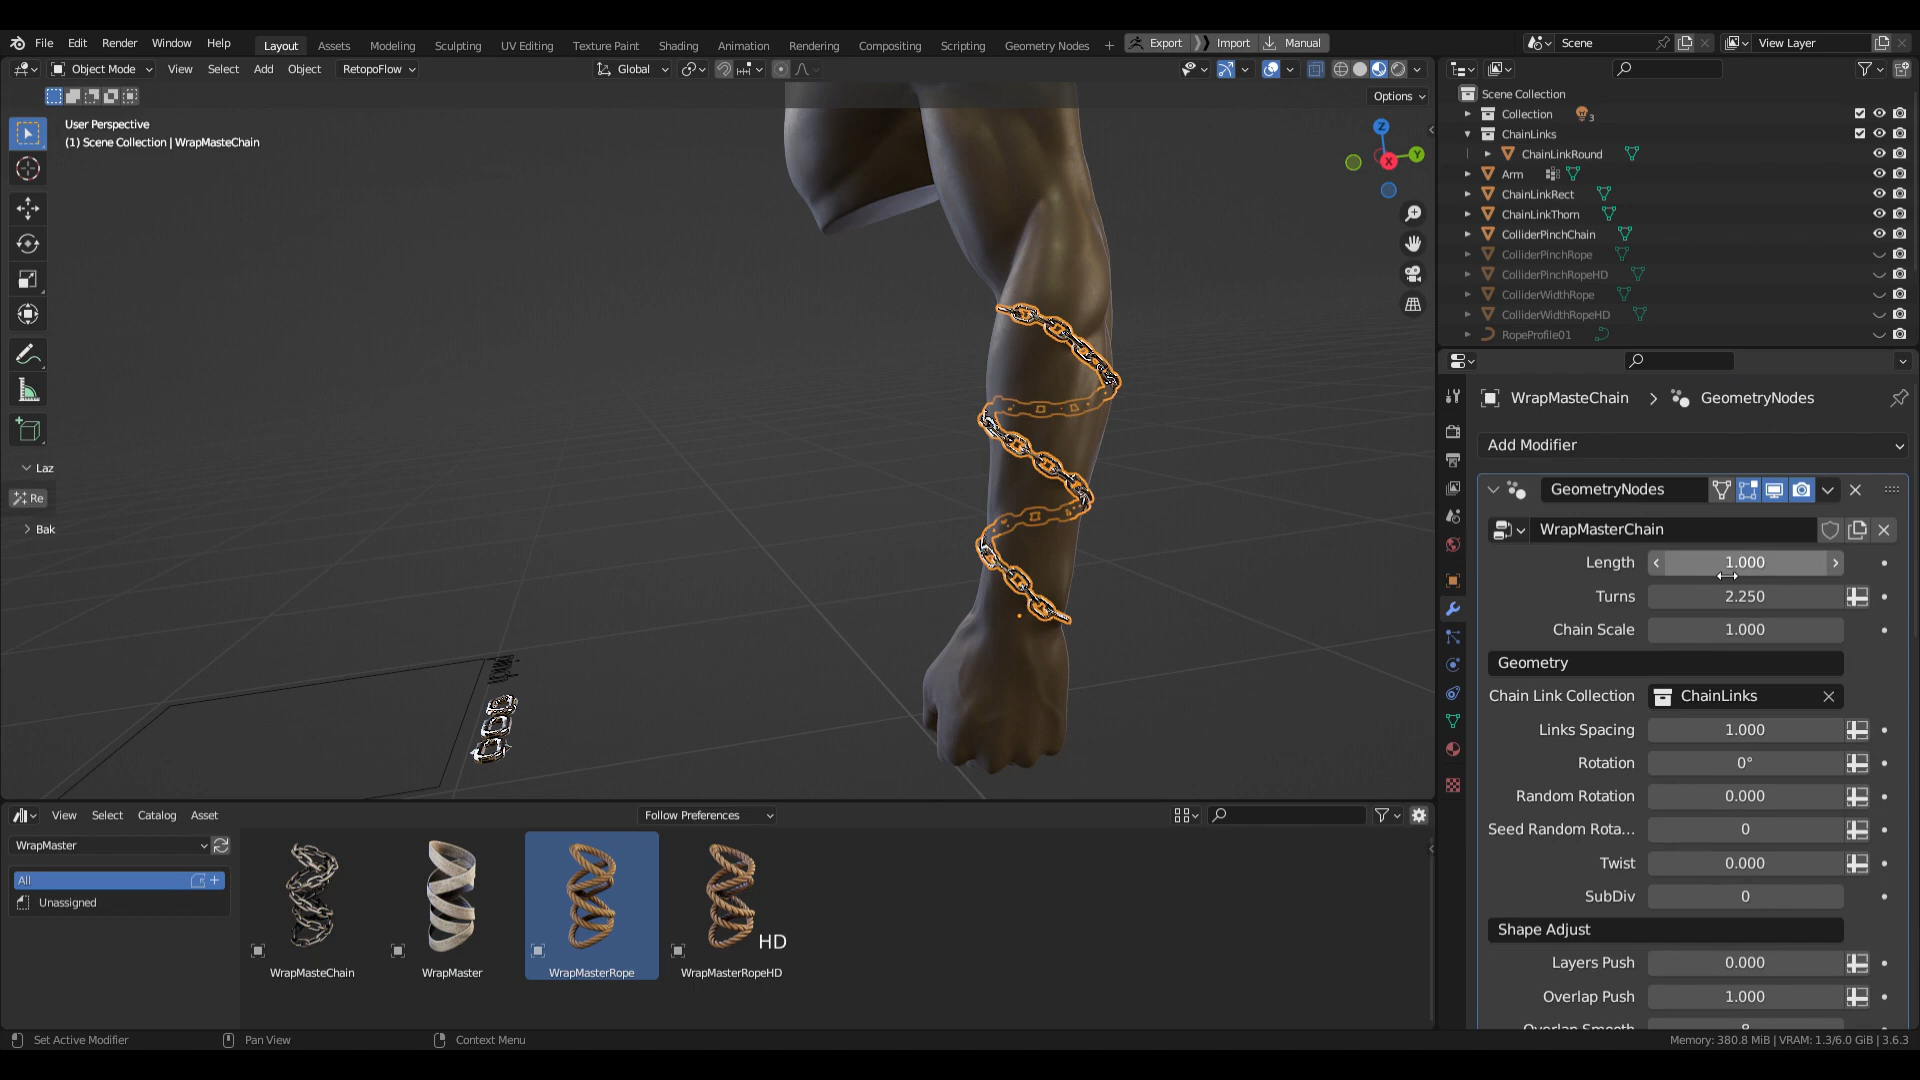 File Edit Render Window Help Layout Assets Modeling Sculpting UV Editing Texture Paint Shading Animation Rendering Compositing Scripting Geometry Nodes + Export Import Manual Scene View Layer
Object Mode View Select Add Object RetopoFlow Global
Options
User Perspective
(1) Scene Collection | WrapMasteChain
Z
Y
X
Laz
Re
Bak
Scene Collection
Collection 3
ChainLinks
ChainLinkRound
Arm
ChainLinkRect
ChainLinkThorn
ColliderPinchChain
ColliderPinchRope
ColliderPinchRopeHD
ColliderWidthRope
ColliderWidthRopeHD
RopeProfile01
WrapMasteChain > GeometryNodes
Add Modifier
GeometryNodes
WrapMasterChain
Length 1.000
Turns 2.250
Chain Scale 1.000
Geometry
Chain Link Collection ChainLinks
Links Spacing 1.000
Rotation 0°
Random Rotation 0.000
Seed Random Rota... 0
Twist 0.000
SubDiv 0
Shape Adjust
Layers Push 0.000
Overlap Push 1.000
Overlap Smooth 8
View Select Catalog Asset Follow Preferences
WrapMaster
All
Unassigned
HD
WrapMasteChain WrapMaster WrapMasterRope WrapMasterRopeHD
Set Active Modifier Pan View Context Menu Memory: 380.8 MiB | VRAM: 1.3/6.0 GiB | 3.6.3